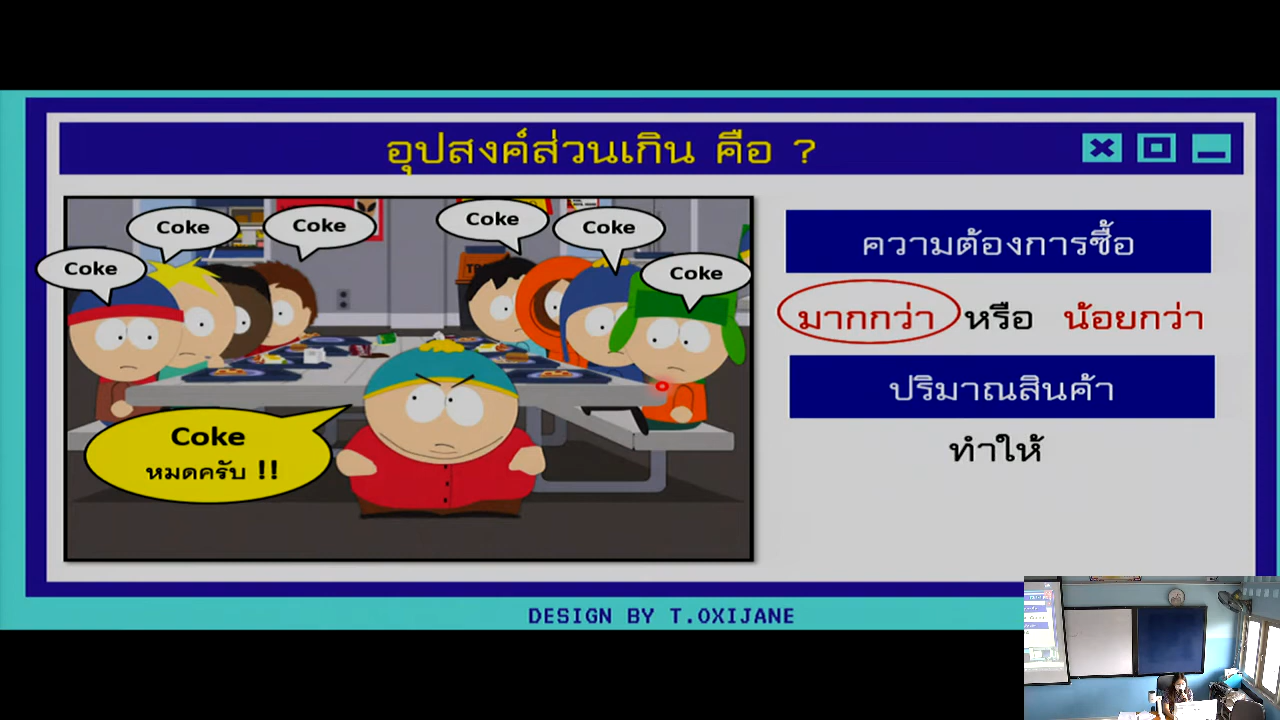 อุปสงค์ส่วนเกิน คือ ?
Coke
Coke
Coke
Coke
Coke
Coke
Coke
หมดครับ !!
ความต้องการซื้อ
มากกว่า หรือ น้อยกว่า
ปริมาณสินค้า
ทำให้
DESIGN BY T.OXIJANE